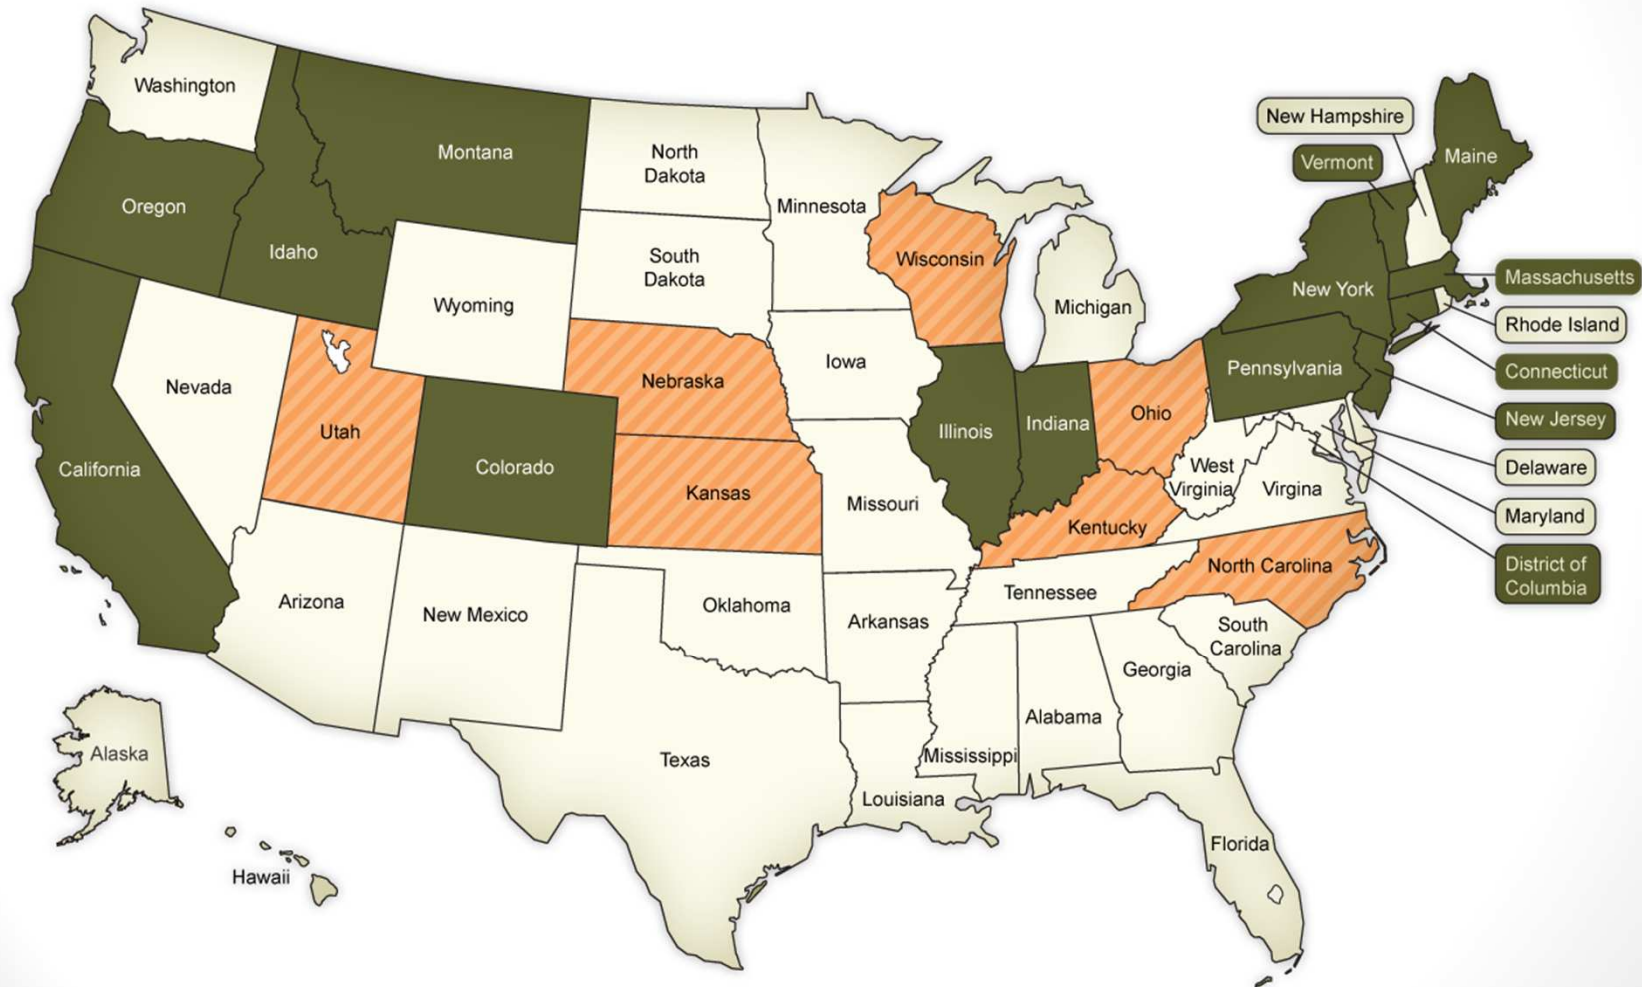 Washington
Oregon
Idaho
Montana
North
Dakota
Minnesota
New Hampshire
Vermont
Maine
South
Dakota
Wisconsin
Michigan
New York
Massachusetts
Rhode Island
Connecticut
New Jersey
Delaware
Maryland
District of
Columbia
Wyoming
Nevada
Utah
California
Colorado
Nebraska
Kansas
Iowa
Missouri
Illinois
Indiana
Ohio
Pennsylvania
West
Virginia
Virgina
Kentucky
North Carolina
Tennessee
South
Carolina
Arizona
New Mexico
Oklahoma
Arkansas
Texas
Louisiana
Mississippi
Alabama
Georgia
Florida
Alaska
Hawaii